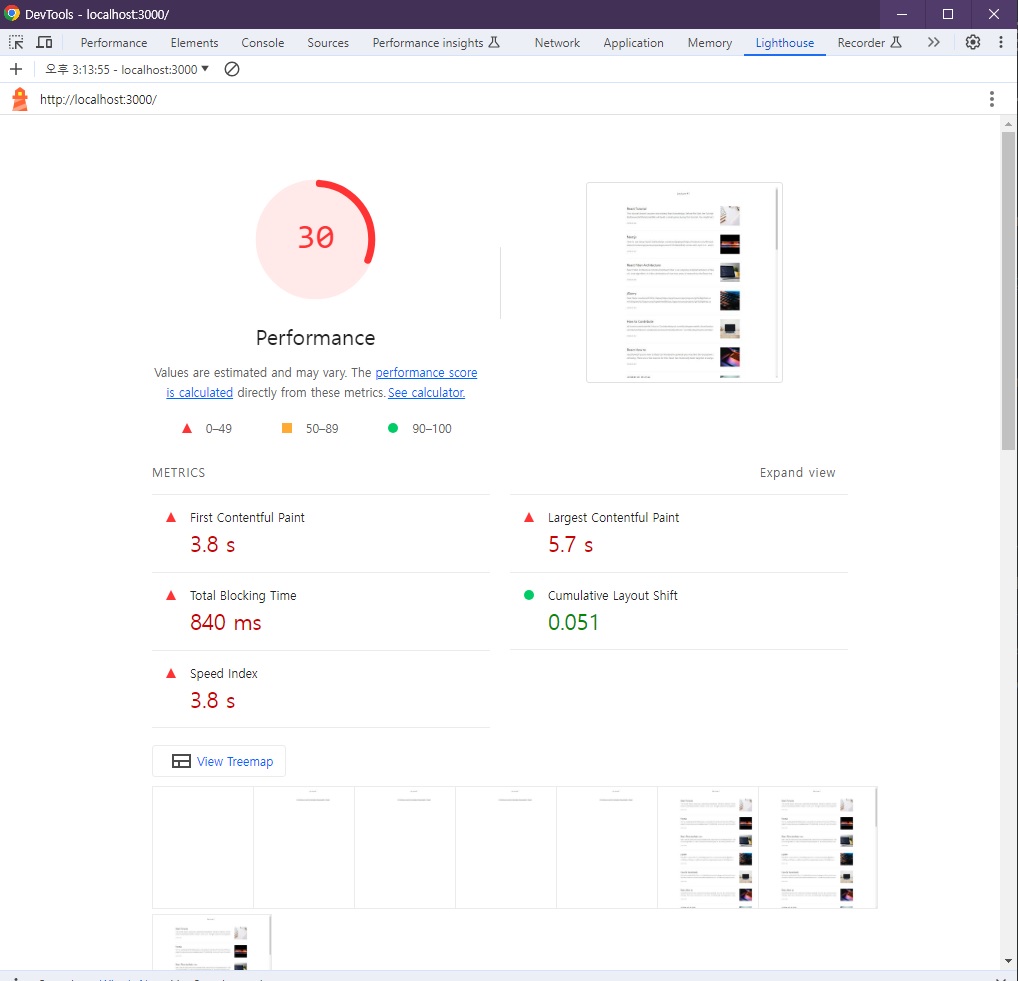 DevTools - localhost:3000/
Performance Elements Console Sources Performance insights Network Application Memory Lighthouse Recorder
오후 3:13:55 - localhost:3000
http://localhost:3000/
30
Performance
Values are estimated and may vary. The performance score
is calculated directly from these metrics. See calculator.
0–49 50–89 90–100
METRICS Expand view
First Contentful Paint
3.8 s
Largest Contentful Paint
5.7 s
Total Blocking Time
840 ms
Cumulative Layout Shift
0.051
Speed Index
3.8 s
View Treemap